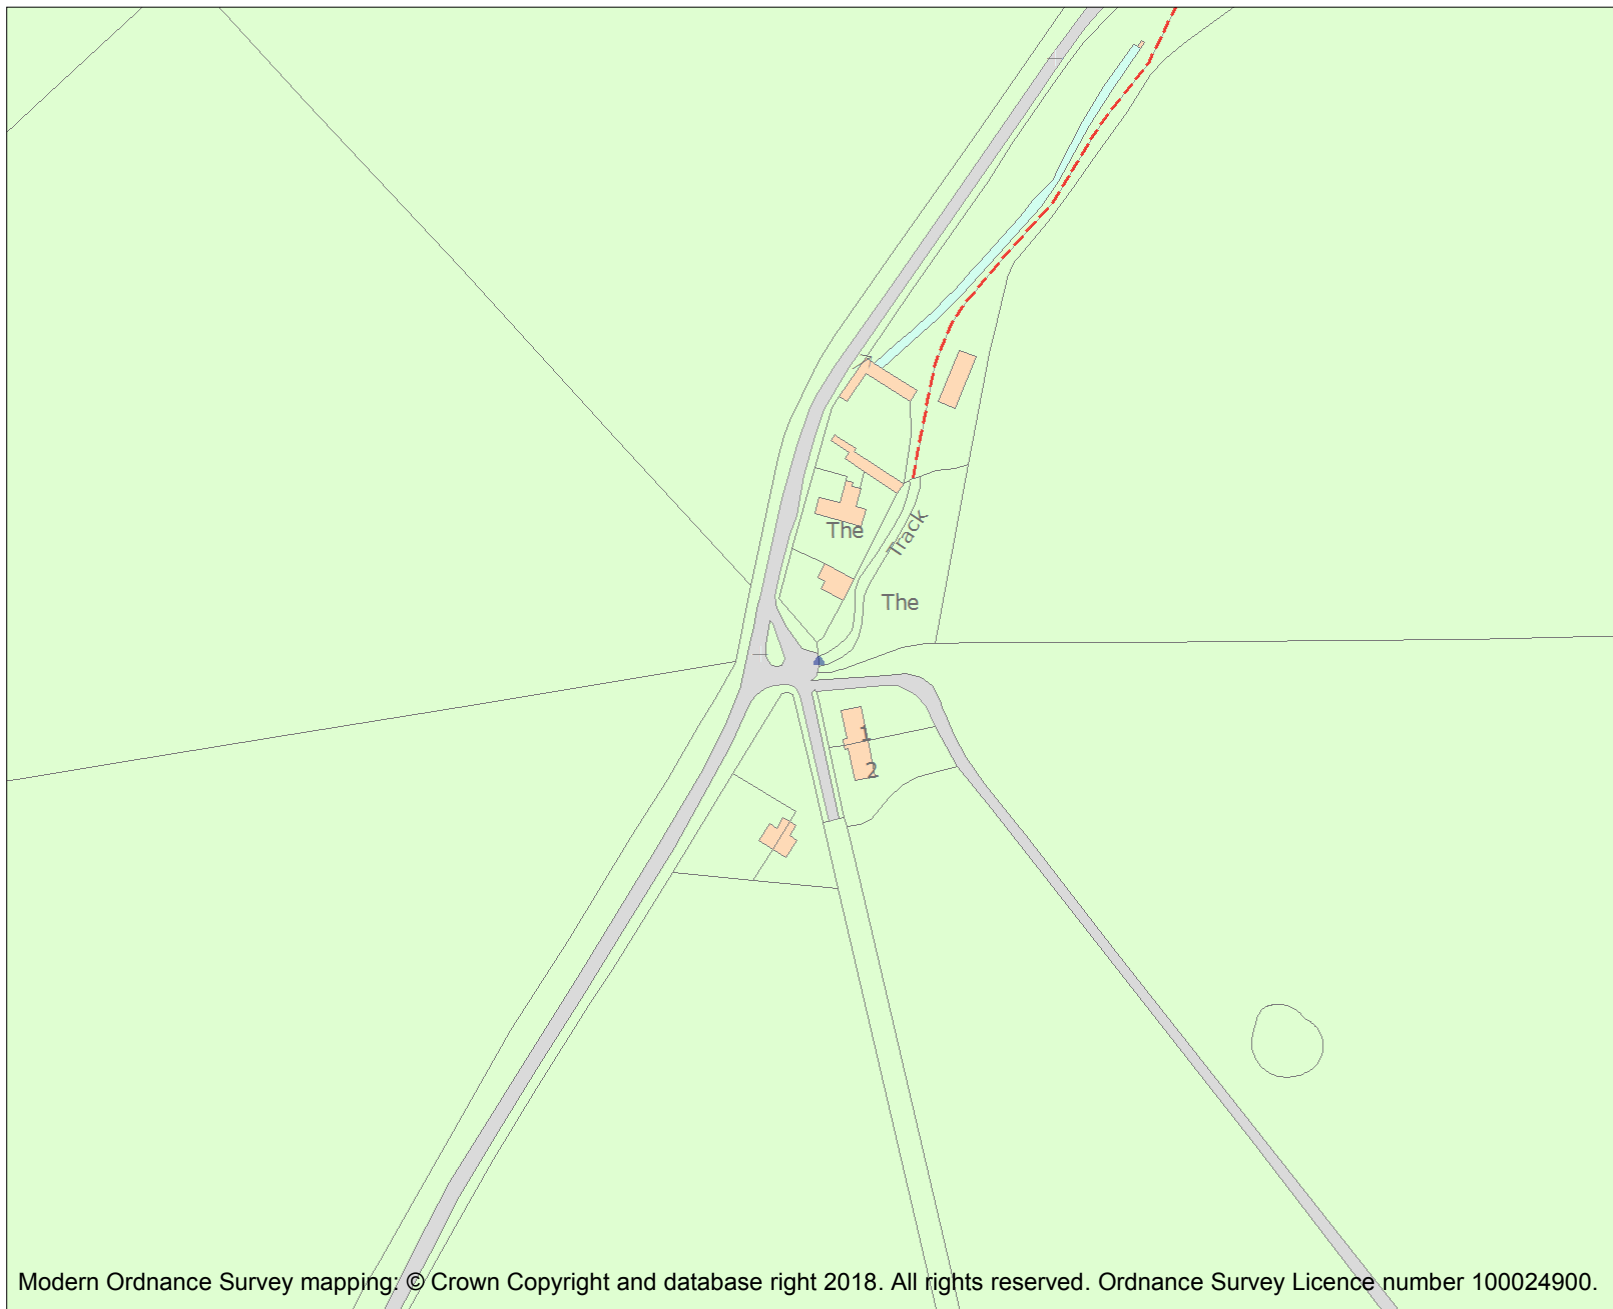 The
Track
The
1
2
Modern Ordnance Survey mapping: © Crown Copyright and database right 2018. All rights reserved. Ordnance Survey Licence number 100024900.